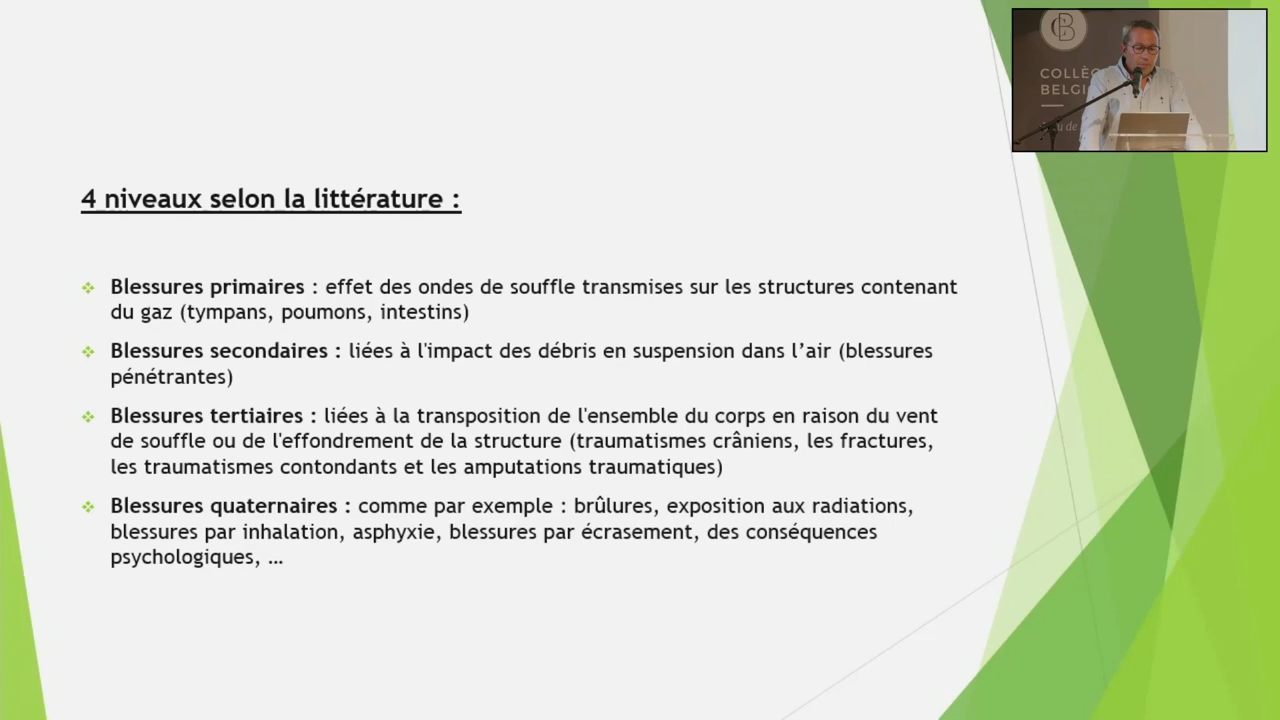 4 niveaux selon la littérature :
Blessures primaires : effet des ondes de souffle transmises sur les structures contenant
du gaz (tympans, poumons, intestins)
Blessures secondaires : liées à l'impact des débris en suspension dans l’air (blessures
pénétrantes)
Blessures tertiaires : liées à la transposition de l'ensemble du corps en raison du vent
de souffle ou de l'effondrement de la structure (traumatismes crâniens, les fractures,
les traumatismes contondants et les amputations traumatiques)
Blessures quaternaires : comme par exemple : brûlures, exposition aux radiations,
blessures par inhalation, asphyxie, blessures par écrasement, des conséquences
psychologiques, ...
CB
COLLÈG
BELGI